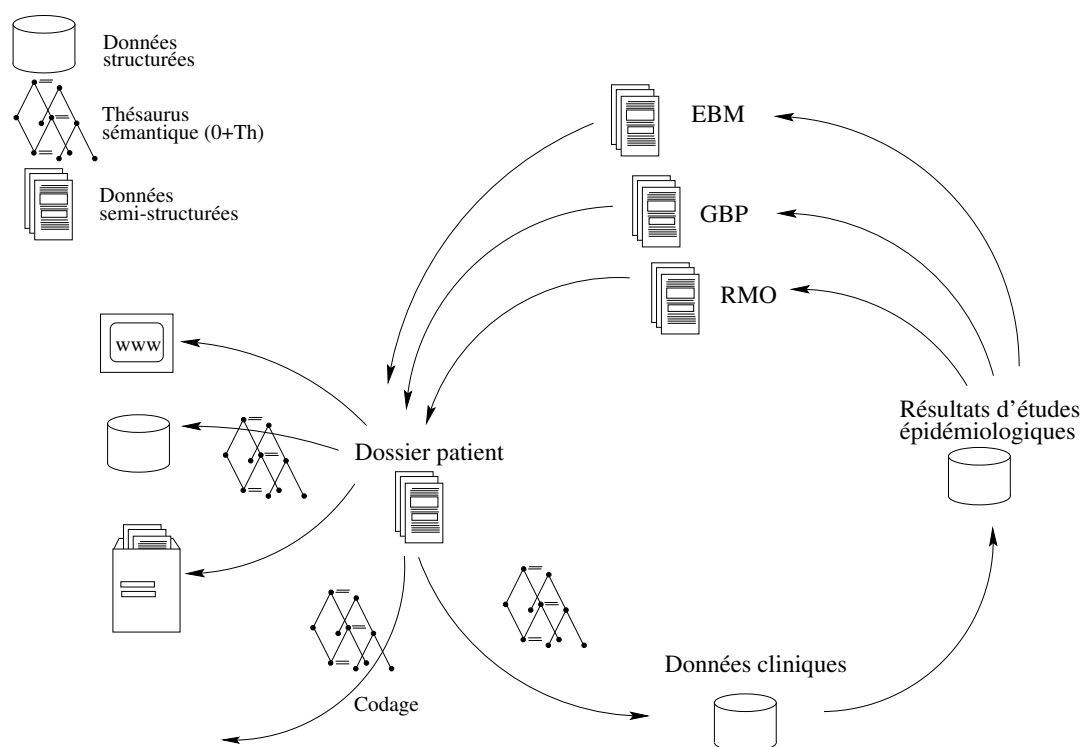 Données
structurées
Thésaurus
sémantique (0+Th)
Données
semi-structurées
EBM
GBP
RMO
www
Résultats d'études
épidémiologiques
Dossier patient
Données cliniques
Codage